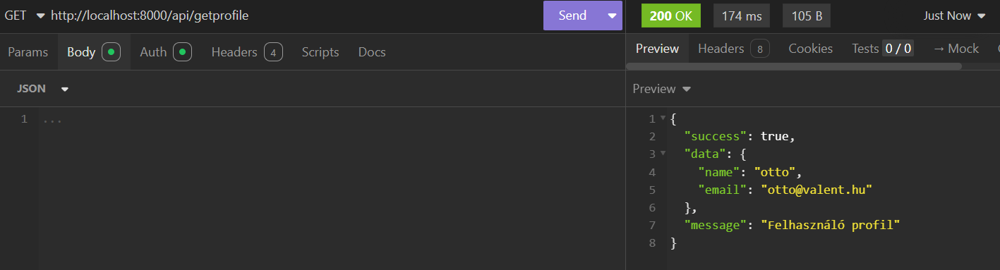 GET http://localhost:8000/api/getprofile Send 200 OK 174 ms 105 B Just Now
Params Body Auth Headers 4 Scripts Docs
Preview Headers 8 Cookies Tests 0 / 0 → Mock
JSON
Preview
1 ...
1 {
2 "success": true,
3 "data": {
4 "name": "otto",
5 "email": "otto@valent.hu"
6 },
7 "message": "Felhasználó profil"
8 }